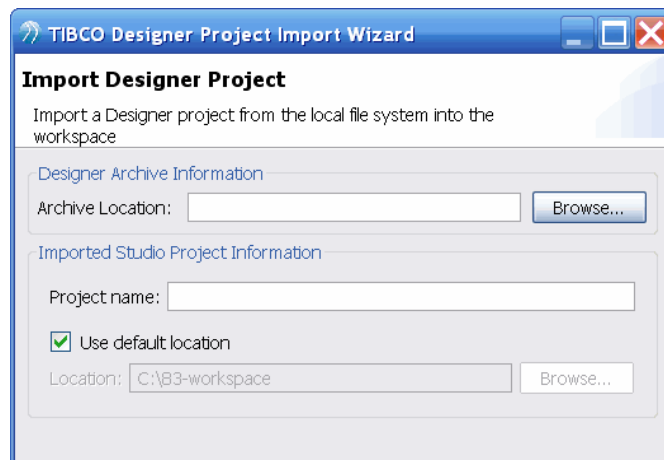 TIBCO Designer Project Import Wizard
Import Designer Project
Import a Designer project from the local file system into the
workspace
Designer Archive Information
Archive Location: Browse...
Imported Studio Project Information
Project name:
Use default location
Location: C:\B3-workspace Browse...